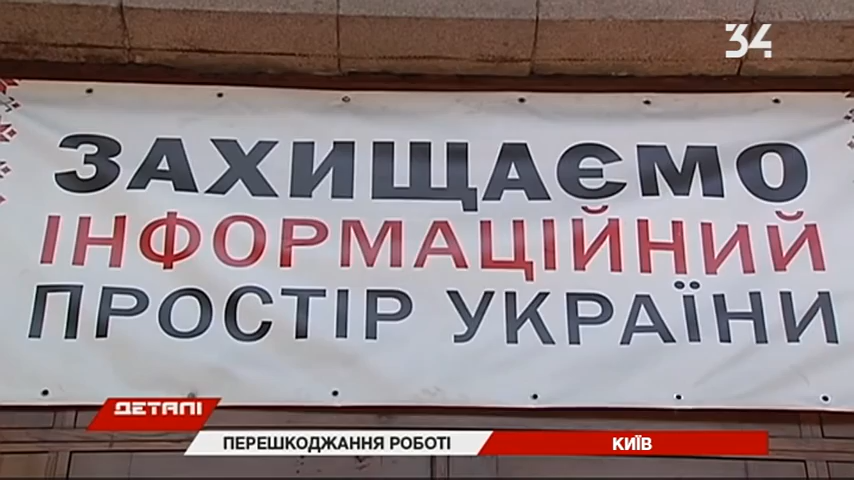 34
ЗАХИЩАЄМО
ІНФОРМАЦІЙНИЙ
ПРОСТІР УКРАЇНИ
ДЕТАЛІ
ПЕРЕШКОДЖАННЯ РОБОТІ
КИЇВ